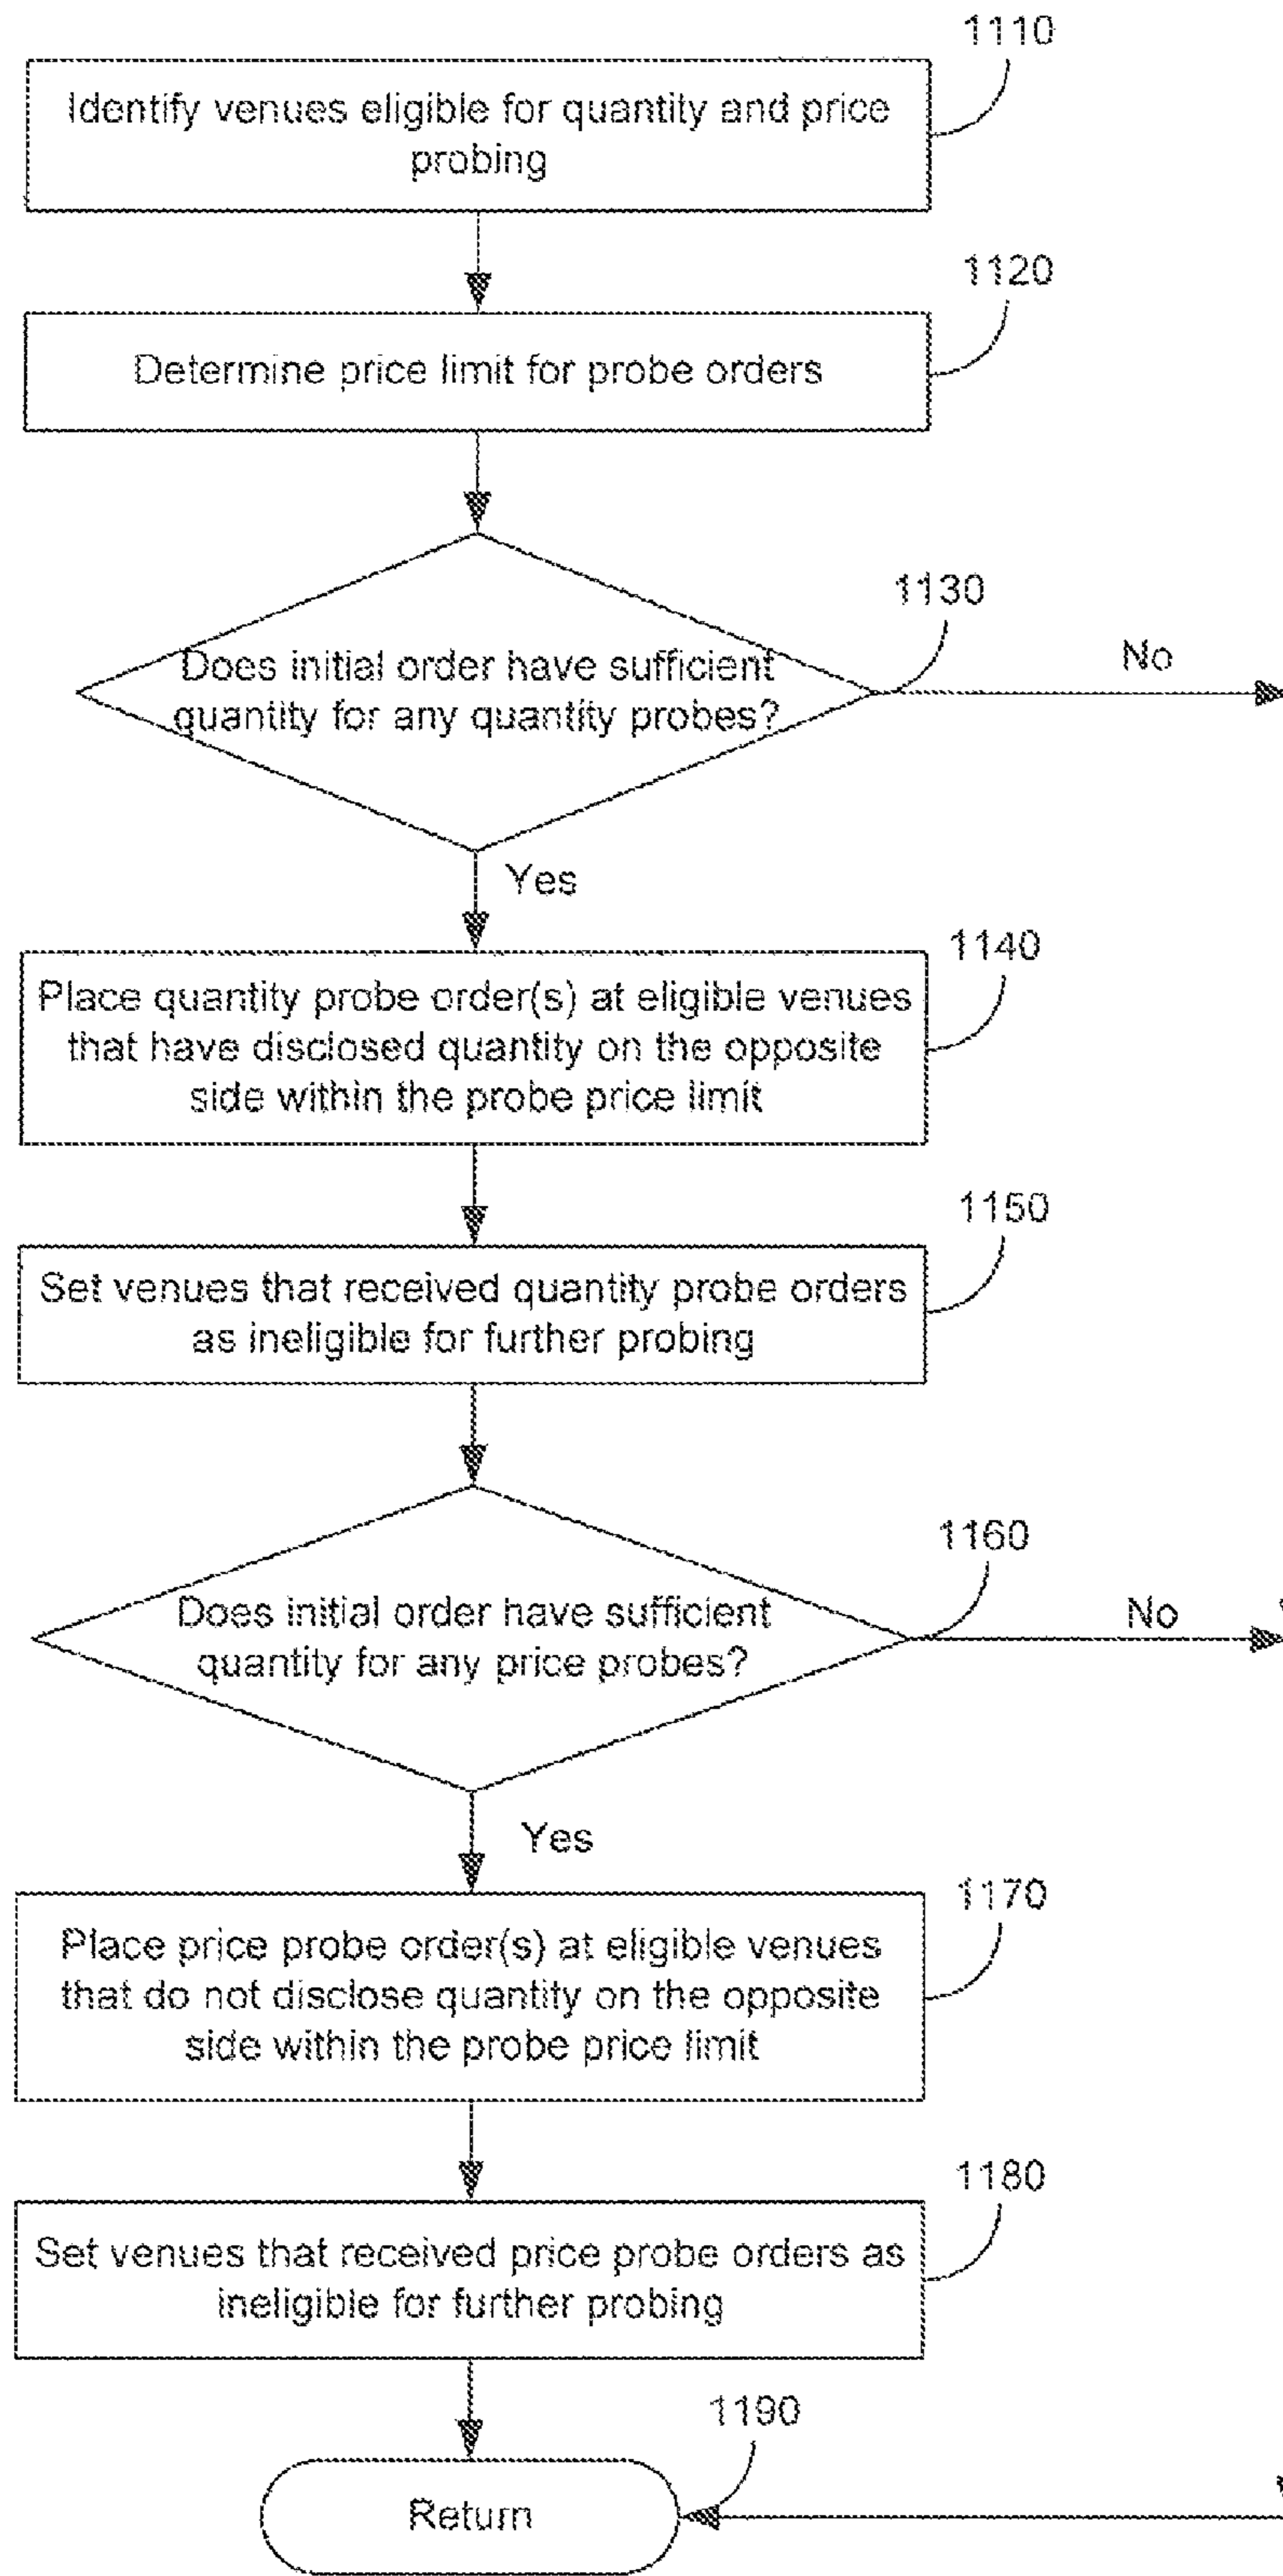 1110
Identify venues eligible for quantity and price
probing
1120
Determine price limit for probe orders
1130
No
Does initial order have sufficient
quantity for any quantity probes?
Yes
1140
Place quantity probe order(s) at eligible venues
that have disclosed quantity on the opposite
side within the probe price limit
1150
Set venues that received quantity probe orders
as ineligible for further probing
1160
No
Does initial order have sufficient
quantity for any price probes?
Yes
1170
Place price probe order(s) at eligible venues
that do not disclose quantity on the opposite
side within the probe price limit
1180
Set venues that received price probe orders as
ineligible for further probing
1190
Return